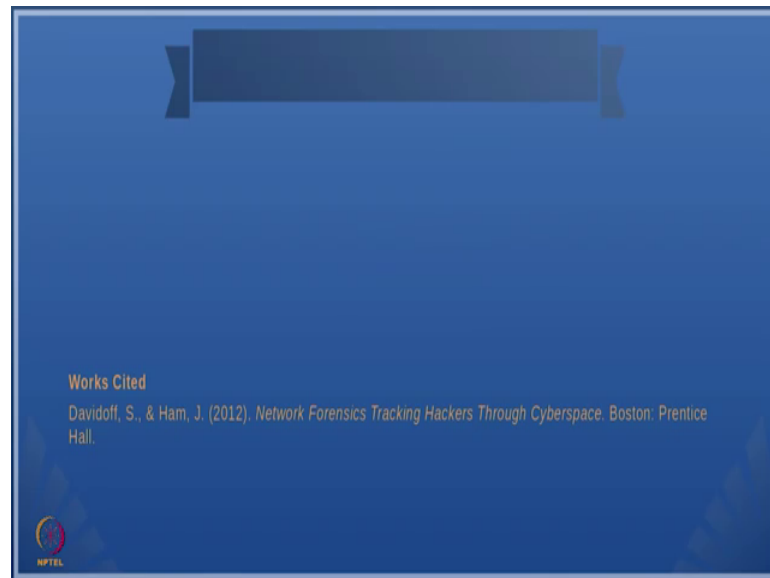 Works Cited
Davidoff, S., & Ham, J. (2012). Network Forensics Tracking Hackers Through Cyberspace. Boston: Prentice
Hall.
NPTEL